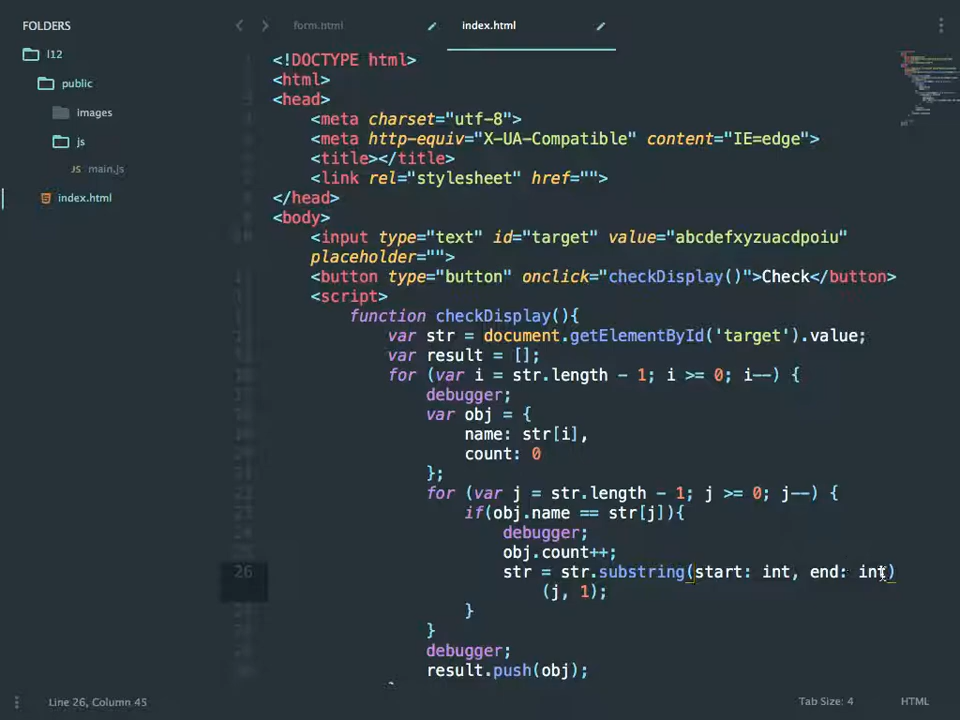 FOLDERS
l12
public
images
js
JS main.js
index.html
form.html
index.html
<!DOCTYPE html>
<html>
<head>
<meta charset="utf-8">
<meta http-equiv="X-UA-Compatible" content="IE=edge">
<title></title>
<link rel="stylesheet" href="">
</head>
<body>
<input type="text" id="target" value="abcdefxyzuacdpoiu"
placeholder="">
<button type="button" onclick="checkDisplay()">Check</button>
<script>
function checkDisplay(){
var str = document.getElementById('target').value;
var result = [];
for (var i = str.length - 1; i >= 0; i--) {
debugger;
var obj = {
name: str[i],
count: 0
};
for (var j = str.length - 1; j >= 0; j--) {
if(obj.name == str[j]){
debugger;
obj.count++;
26 str = str.substring(start: int, end: int)
(j, 1);
}
}
debugger;
result.push(obj);
Line 26, Column 45
Tab Size: 4
HTML